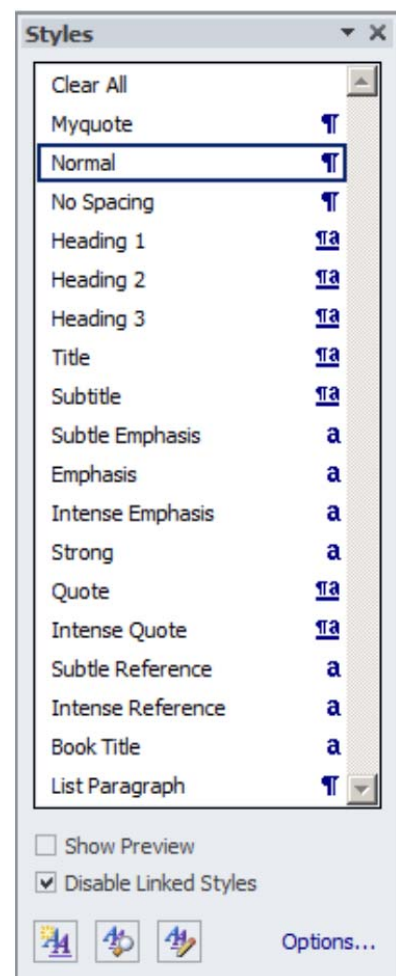 Styles
Clear All
Myquote ¶
Normal ¶
No Spacing ¶
Heading 1 ¶a
Heading 2 ¶a
Heading 3 ¶a
Title ¶a
Subtitle ¶a
Subtle Emphasis a
Emphasis a
Intense Emphasis a
Strong a
Quote ¶a
Intense Quote ¶a
Subtle Reference a
Intense Reference a
Book Title a
List Paragraph ¶
Show Preview
Disable Linked Styles
Options...